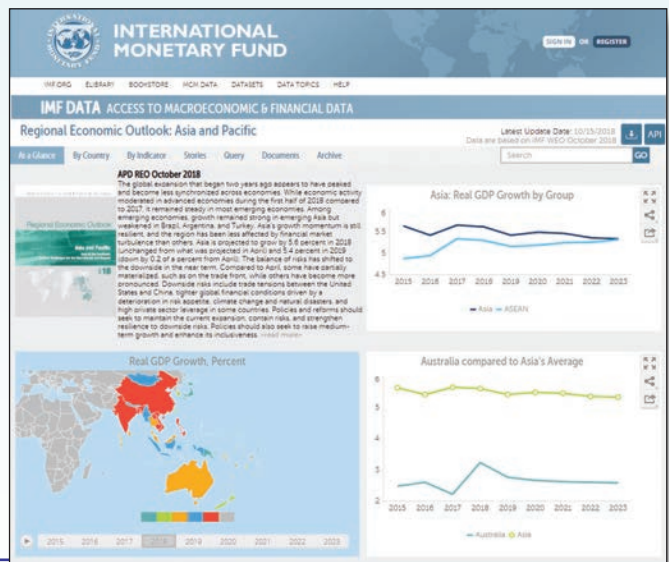 INTERNATIONAL
MONETARY FUND
SIGN IN OR REGISTER
IMF.ORG ELIBRARY BOOKSTORE MCM DATA DATASETS DATA TOPICS HELP
IMF DATA ACCESS TO MACROECONOMIC & FINANCIAL DATA
Regional Economic Outlook: Asia and Pacific
Latest Update Date: 10/15/2018
Data are based on IMF WEO October 2018
API
At a Glance By Country By Indicator Stories Query Documents Archive
Search GO
APD REO October 2018
The global expansion that began two years ago appears to have peaked
and become less synchronized across economies. While economic activity
moderated in advanced economies during the first half of 2018 compared
to 2017, it remained steady in most emerging economies. Among
emerging economies, growth remained strong in emerging Asia but
weakened in Brazil, Argentina, and Turkey. Asia's growth momentum is still
resilient, and the region has been less affected by financial market
turbulence than others. Asia is projected to grow by 5.6 percent in 2018
(unchanged from what was projected in April) and 5.4 percent in 2019
(down by 0.2 of a percent from April). The balance of risks has shifted to
the downside in the near term. Compared to April, some have partially
materialized, such as on the trade front, while others have become more
pronounced. Downside risks include trade tensions between the United
States and China, tighter global financial conditions driven by a
deterioration in risk appetite, climate change and natural disasters, and
high private sector leverage in some countries. Policies and reforms should
seek to maintain the current expansion, contain risks, and strengthen
resilience to downside risks. Policies should also seek to raise medium-
term growth and enhance its inclusiveness. <read more>
Regional Economic Outlook
Asia and Pacific
Asia: Real GDP Growth by Group
6
5.5
5
4.5
2015 2016 2017 2018 2019 2020 2021 2022 2023
Asia ASEAN
Real GDP Growth, Percent
2015 2016 2017 2018 2019 2020 2021 2022 2023
Australia compared to Asia's Average
6
5
4
3
2
2015 2016 2017 2018 2019 2020 2021 2022 2023
Australia Asia